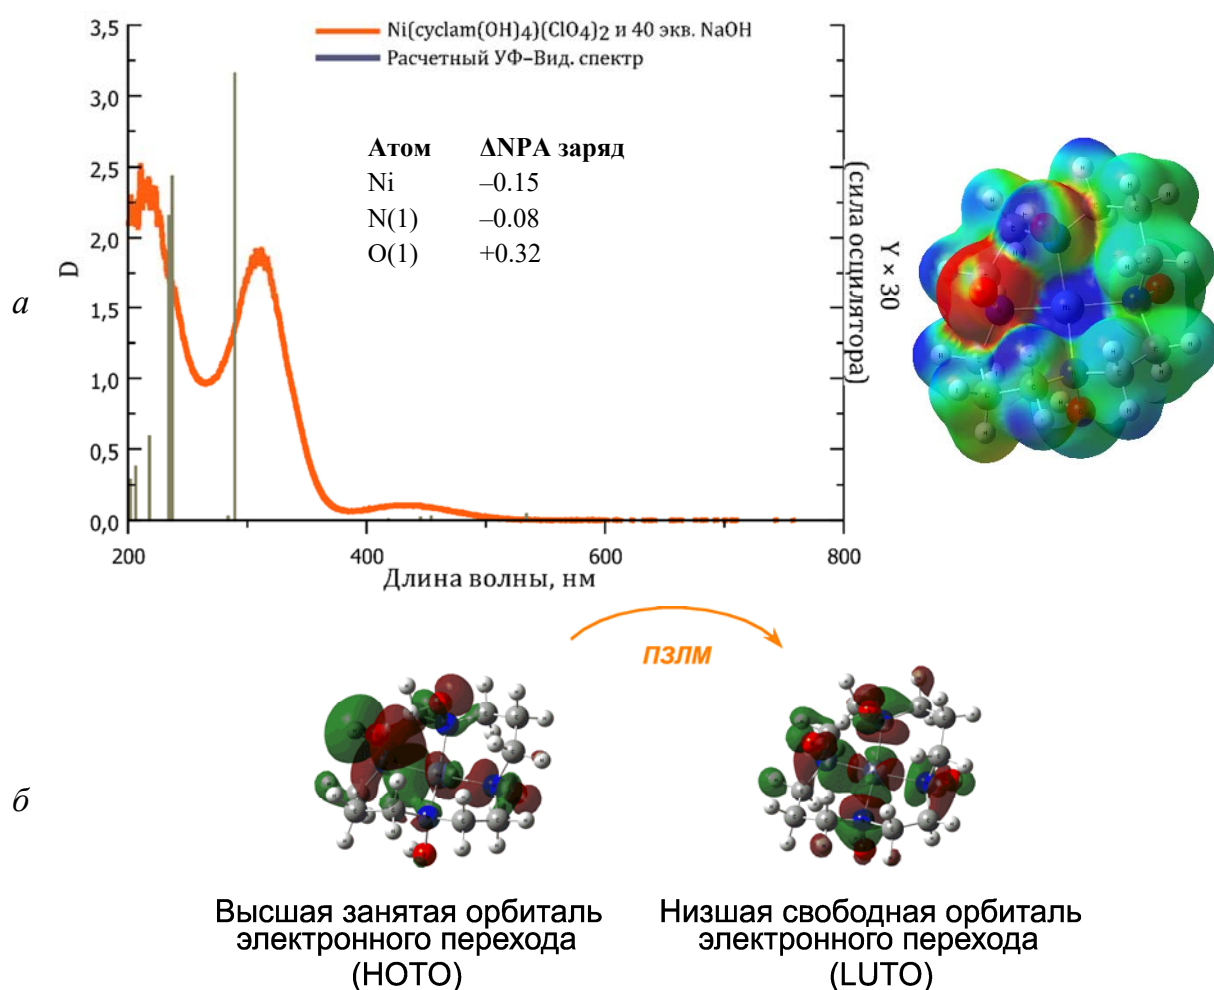 3,5
3,0
2,5
2,0
1,5
1,0
0,5
0,0
D
Ni(cyclam(OH)4)(ClO4)2 и 40 экв. NaOH
Расчетный УФ–Вид. спектр
Атом ΔNPA заряд
Ni –0.15
N(1) –0.08
O(1) +0.32
(сила осцилятора)
Y × 30
а
200 400 600 800
Длина волны, нм
ПЗЛМ
б
Высшая занятая орбиталь
электронного перехода
(HOTO)
Низшая свободная орбиталь
электронного перехода
(LUTO)